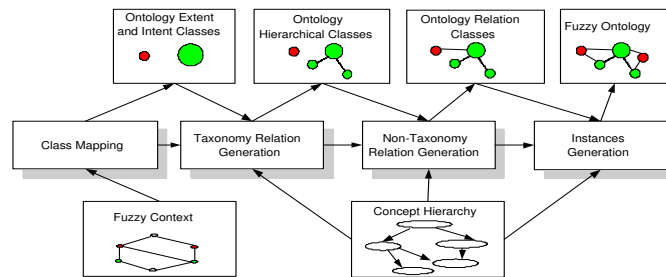 Ontology Extent
and Intent Classes
Ontology
Hierarchical Classes
Ontology Relation
Classes
Fuzzy Ontology
Class Mapping
Taxonomy Relation
Generation
Non-Taxonomy
Relation Generation
Instances
Generation
Fuzzy Context
Concept Hierarchy